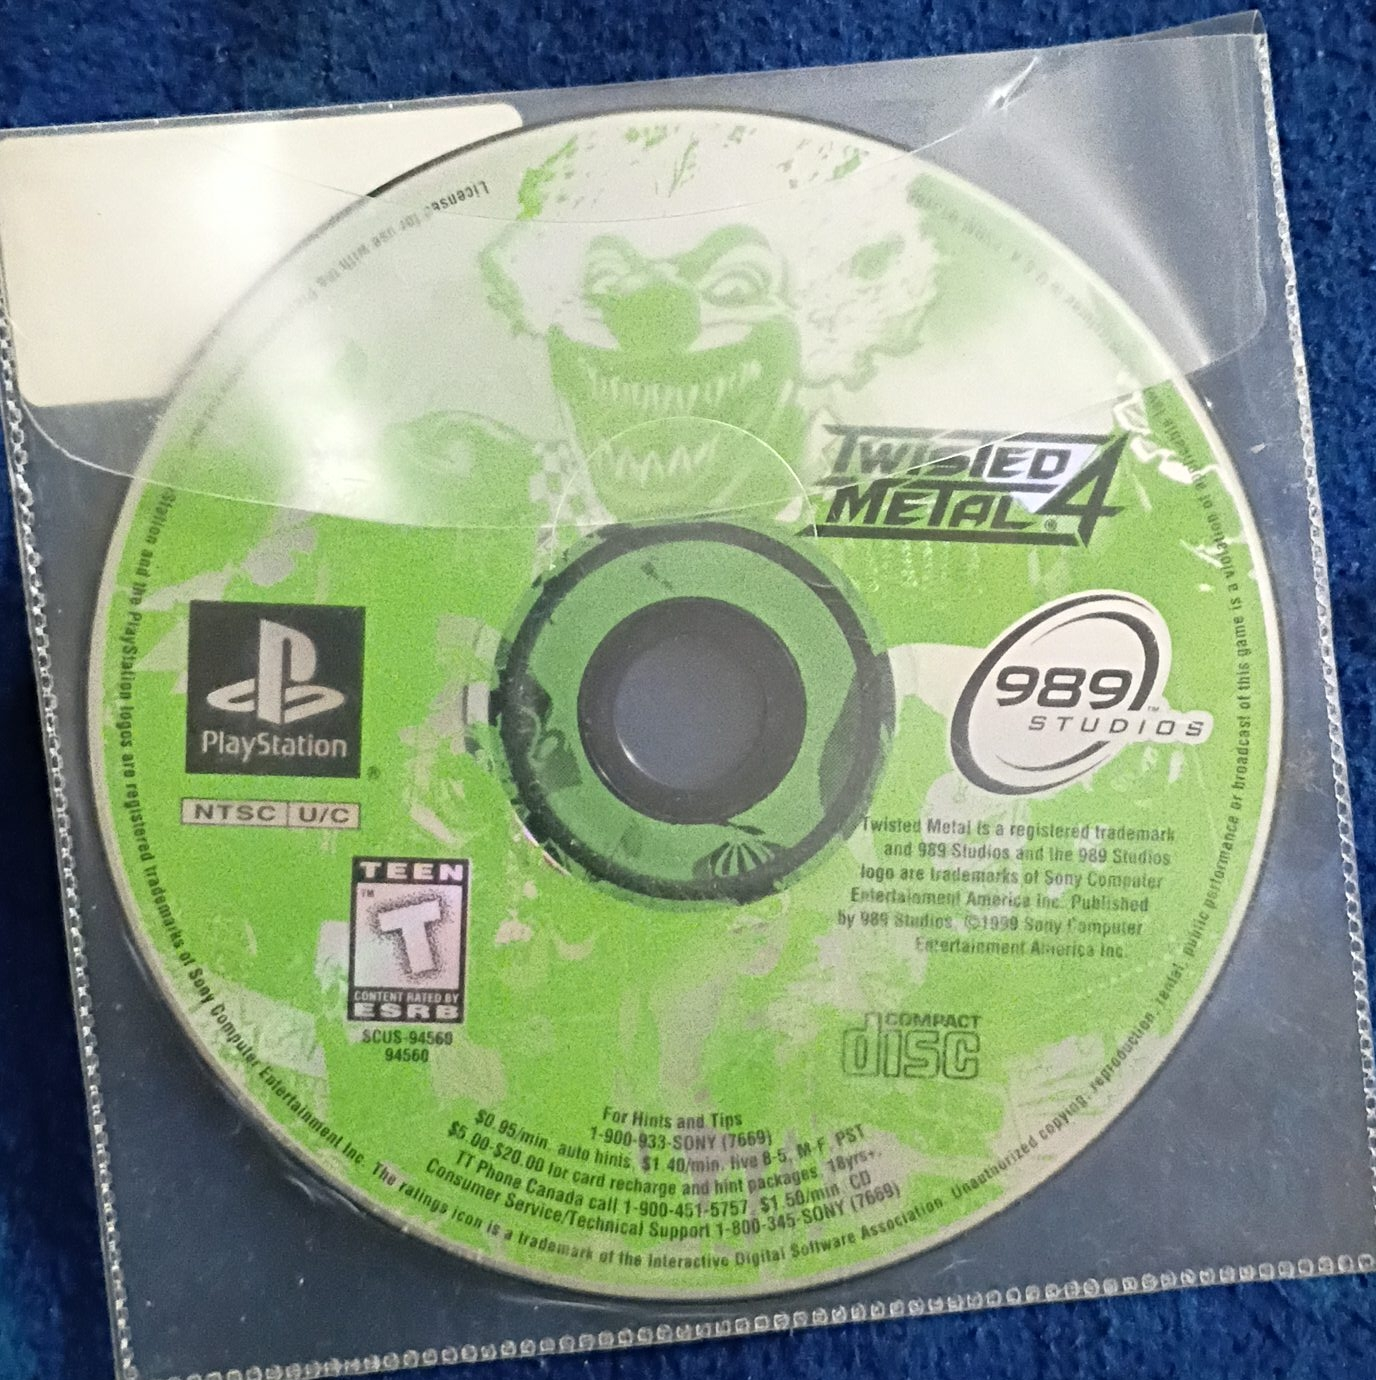 TWISTED
METAL 4
PlayStation
®
NTSC U/C
TEEN
TM
T
CONTENT RATED BY
ESRB
SCUS-94560
94560
989
STUDIOS
TM
Twisted Metal is a registered trademark
and 989 Studios and the 989 Studios
logo are trademarks of Sony Computer
Entertainment America Inc. Published
by 989 Studios. ©1999 Sony Computer
Entertainment America Inc.
COMPACT
disc
For Hints and Tips
1-900-933-SONY (7669)
$0.95/min. auto hints, $1.40/min. live 8-5, M-F, PST
$5.00-$20.00 for card recharge and hint packages. 18yrs+.
TT Phone Canada call 1-900-451-5757. $1.50/min. CD
Consumer Service/Technical Support 1-800-345-SONY (7669)
Licensed for use with the
Station and the PlayStation logos are registered trademarks of Sony Computer Entertainment Inc. The ratings icon is a trademark of the Interactive Digital Software Association. Unauthorized copying, reproduction, rental, public performance or broadcast of this game is a violation of applicable